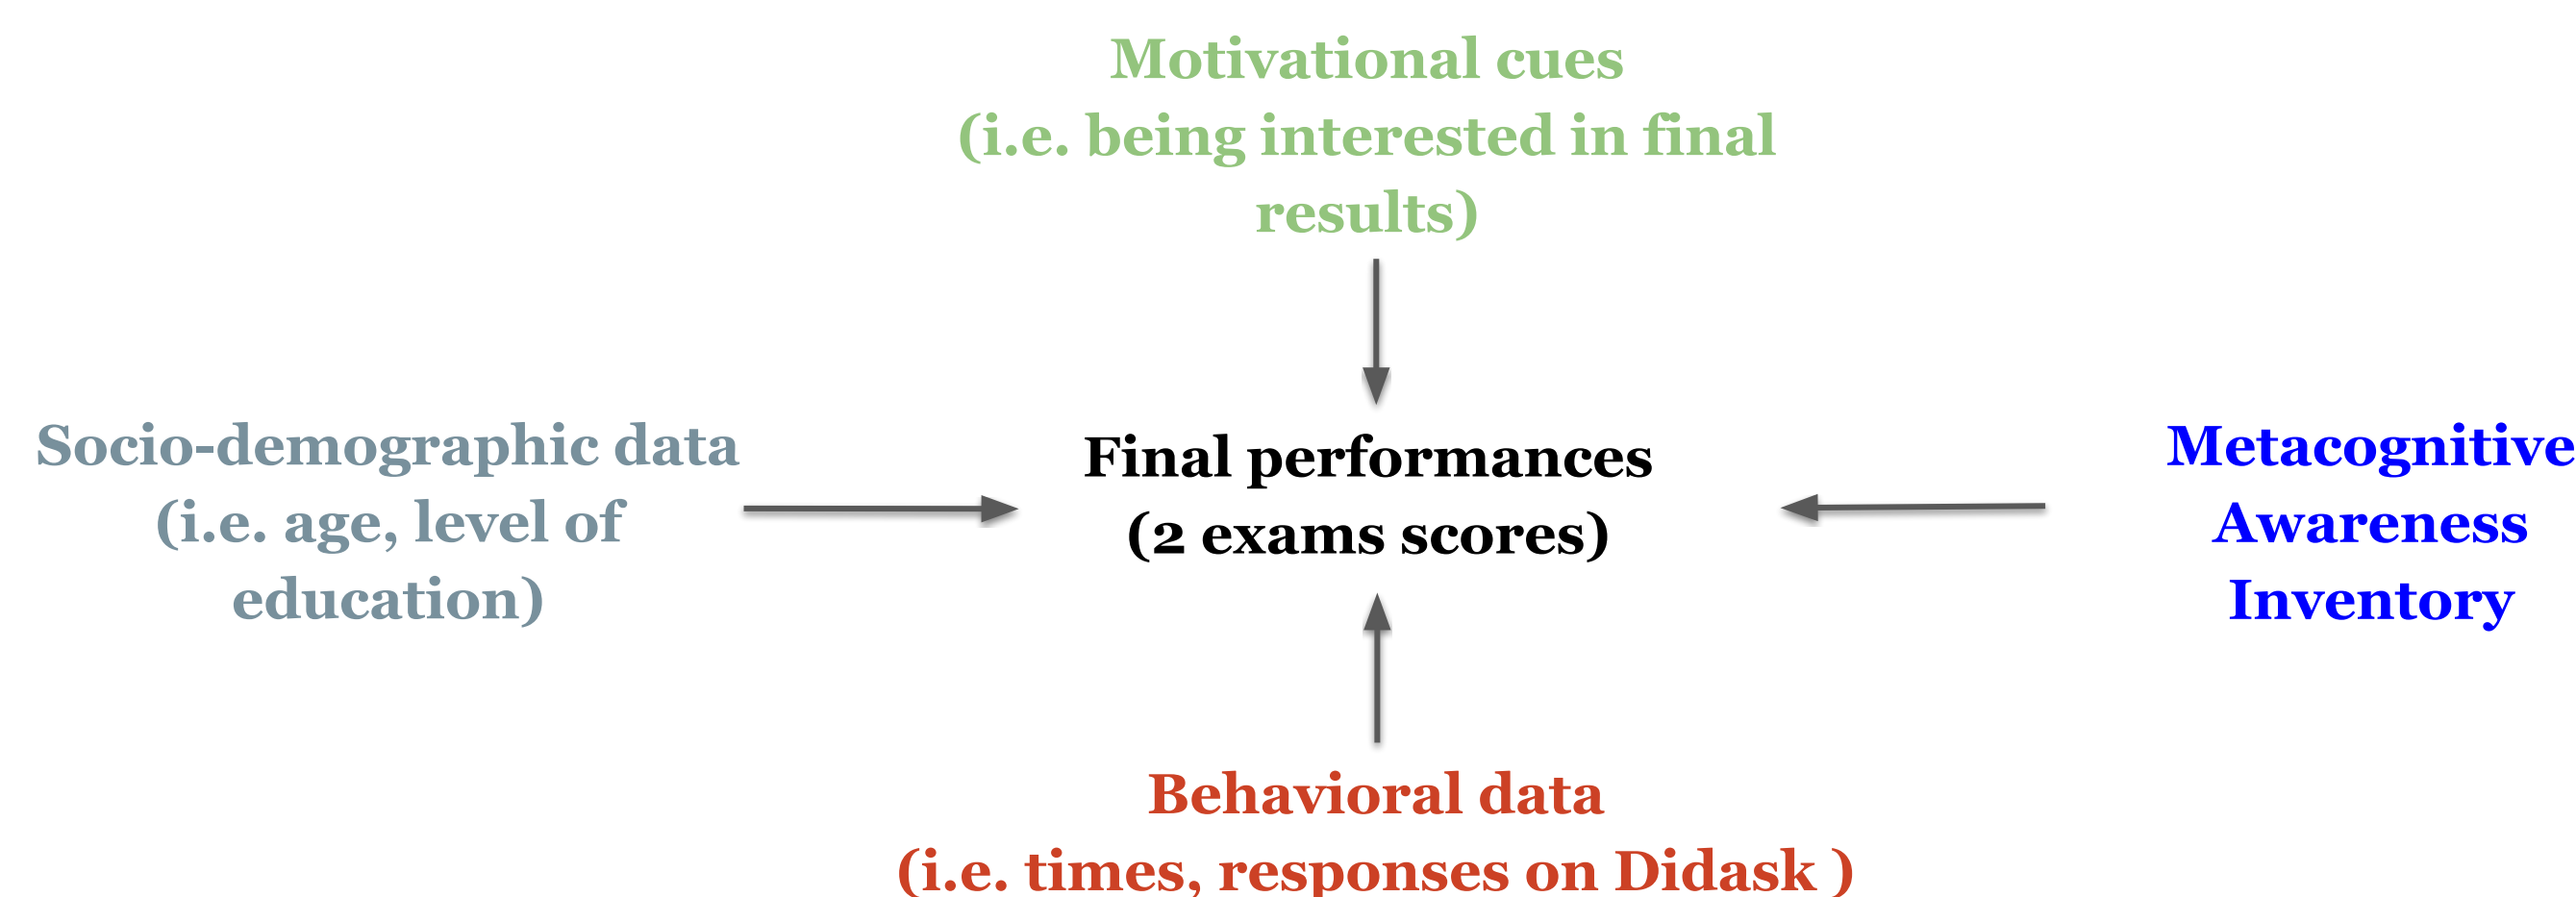 Motivational cues
(i.e. being interested in final
results)
Socio-demographic data
(i.e. age, level of
education)
Final performances
(2 exams scores)
Metacognitive
Awareness
Inventory
Behavioral data
(i.e. times, responses on Didask )